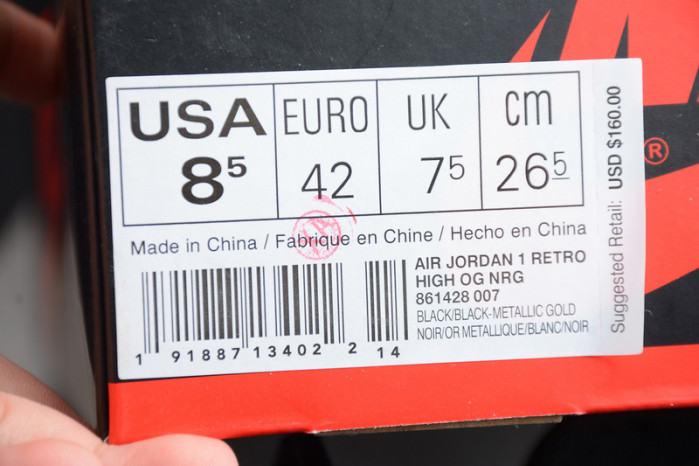 USA EURO UK cm
8⁵ 42 7⁵ 26⁵
Made in China / Fabrique en Chine / Hecho en China
AIR JORDAN 1 RETRO
HIGH OG NRG
861428 007
BLACK/BLACK-METALLIC GOLD
NOIR/OR METALLIQUE/BLANC/NOIR
1 91887 13402 2 14
Suggested Retail: USD $160.00
®